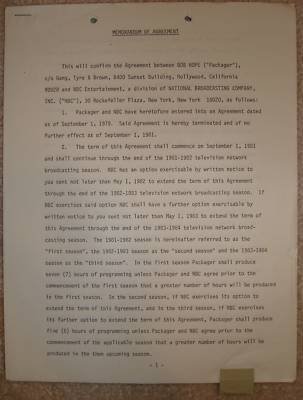 MEMORANDUM OF AGREEMENT
This will confirm the Agreement between BOB HOPE ("Packager"),
c/o Gang, Tyre & Brown, 6400 Sunset Building, Hollywood, California
90028 and NBC Entertainment, a division of NATIONAL BROADCASTING COMPANY,
INC. ("NBC"), 30 Rockefeller Plaza, New York, New York 10020, as follows:
1. Packager and NBC have heretofore entered into an Agreement dated
as of September 1, 1979. Said Agreement is hereby terminated and of no
further effect as of September 1, 1981.
2. The term of this Agreement shall commence on September 1, 1981
and shall continue through the end of the 1981-1982 television network
broadcasting season. NBC has an option exercisable by written notice to
you sent not later than May 1, 1982 to extend the term of this Agreement
through the end of the 1982-1983 television network broadcast season. If
NBC exercises said option NBC shall have a further option exercisable by
written notice to you sent not later than May 1, 1983 to extend the term of
this Agreement through the end of the 1983-1984 television network broad-
casting season. The 1981-1982 season is hereinafter referred to as the
"first season", the 1982-1983 season as the "second season" and the 1983-1984
season as the "third season". In the first season Packager shall produce
seven (7) hours of programming unless Packager and NBC agree prior to the
commencement of the first season that a greater number of hours will be produced
in the first season. In the second season, if NBC exercises its option to
extend the term of this Agreement, and in the third season, if NBC exercises
its further option to extend the term of this Agreement, Packager shall produce
five (5) hours of programming unless Packager and NBC agree prior to the
commencement of the applicable season that a greater number of hours will be
produced in the then upcoming season.
- 1 -